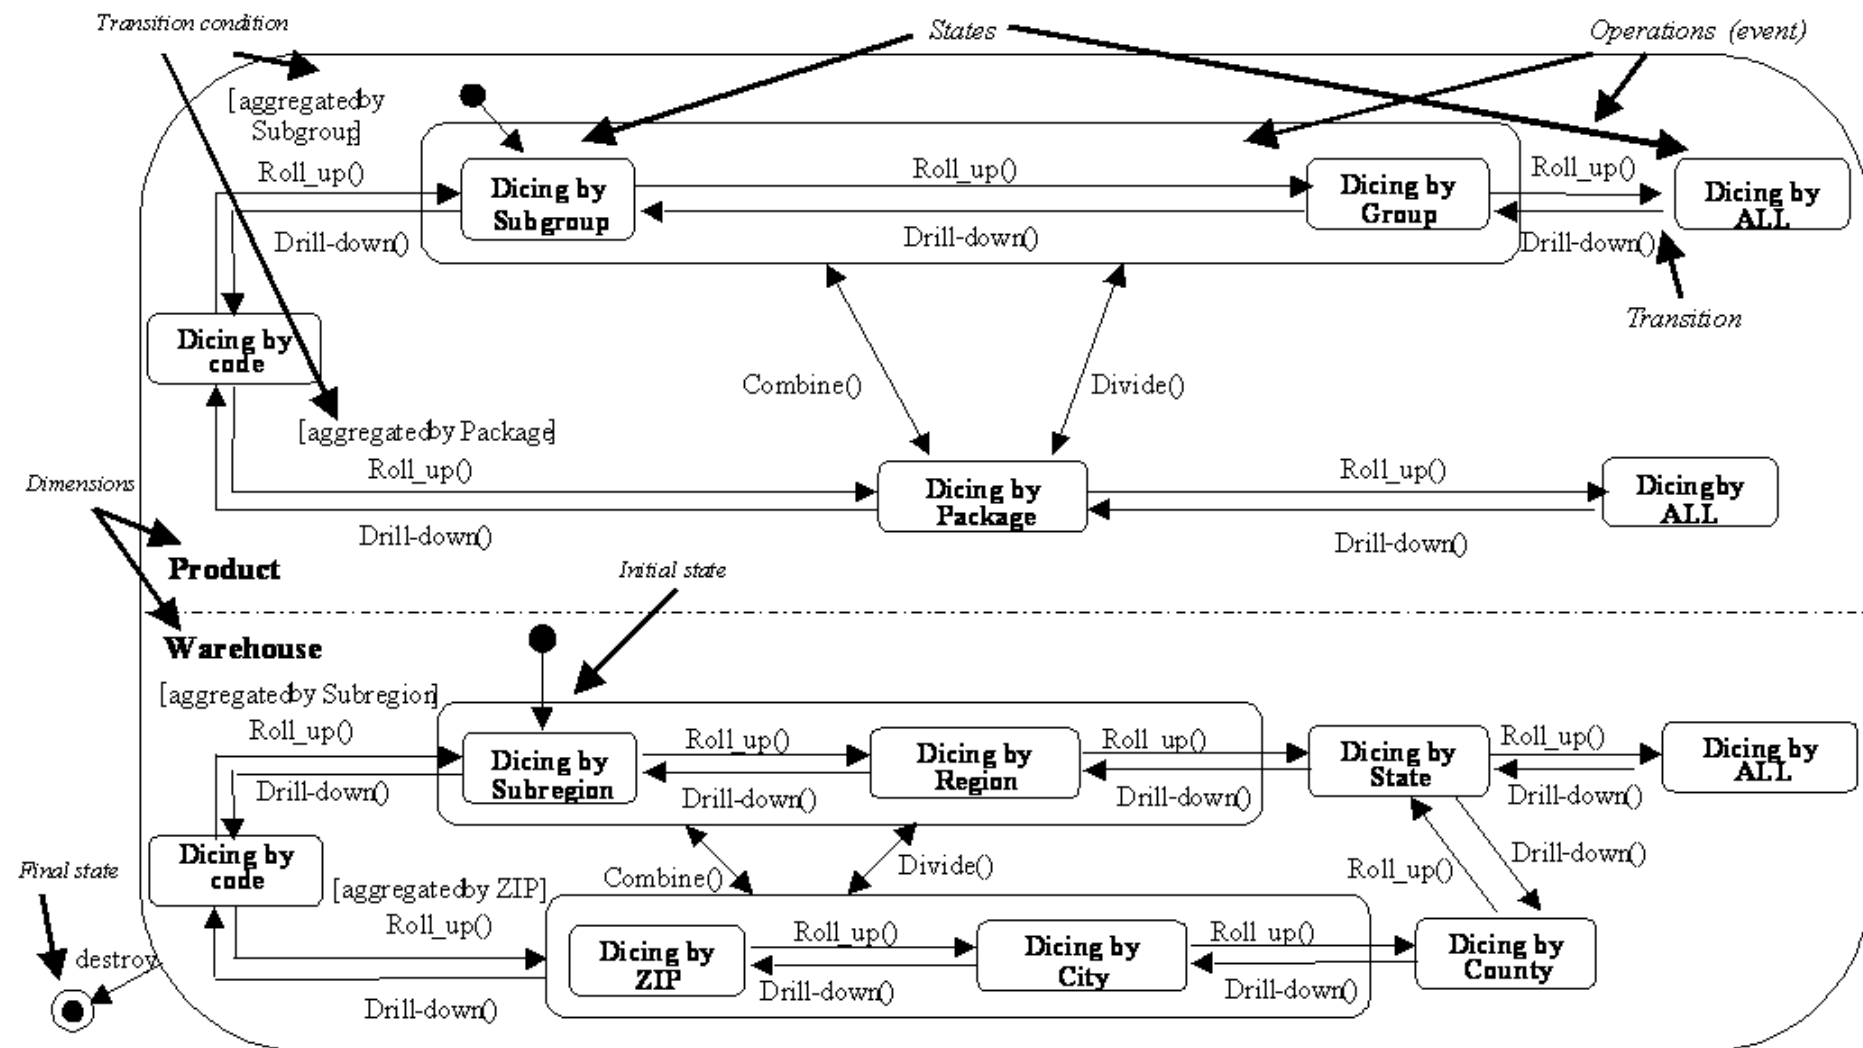 Transition condition
States
Operations (event)
[aggregated by
Subgroup]
Roll_up()
Dicing by
Subgroup
Roll_up()
Dicing by
Group
Roll_up()
Dicing by
ALL
Drill-down()
Drill-down()
Drill-down()
Transition
Dicing by
code
Combine()
Divide()
[aggregated by Package]
Roll_up()
Dicing by
Package
Roll_up()
Dicing by
ALL
Drill-down()
Drill-down()
Dimensions
Product
Initial state
Warehouse
[aggregated by Subregion]
Roll_up()
Dicing by
Subregion
Roll_up()
Dicing by
Region
Roll_up()
Dicing by
State
Roll_up()
Dicing by
ALL
Drill-down()
Drill-down()
Drill-down()
Drill-down()
Dicing by
code
Combine()
Divide()
Roll_up()
Drill-down()
Final state
[aggregated by ZIP]
Roll_up()
Dicing by
ZIP
Roll_up()
Dicing by
City
Roll_up()
Dicing by
County
Drill-down()
Drill-down()
Drill-down()
destroy